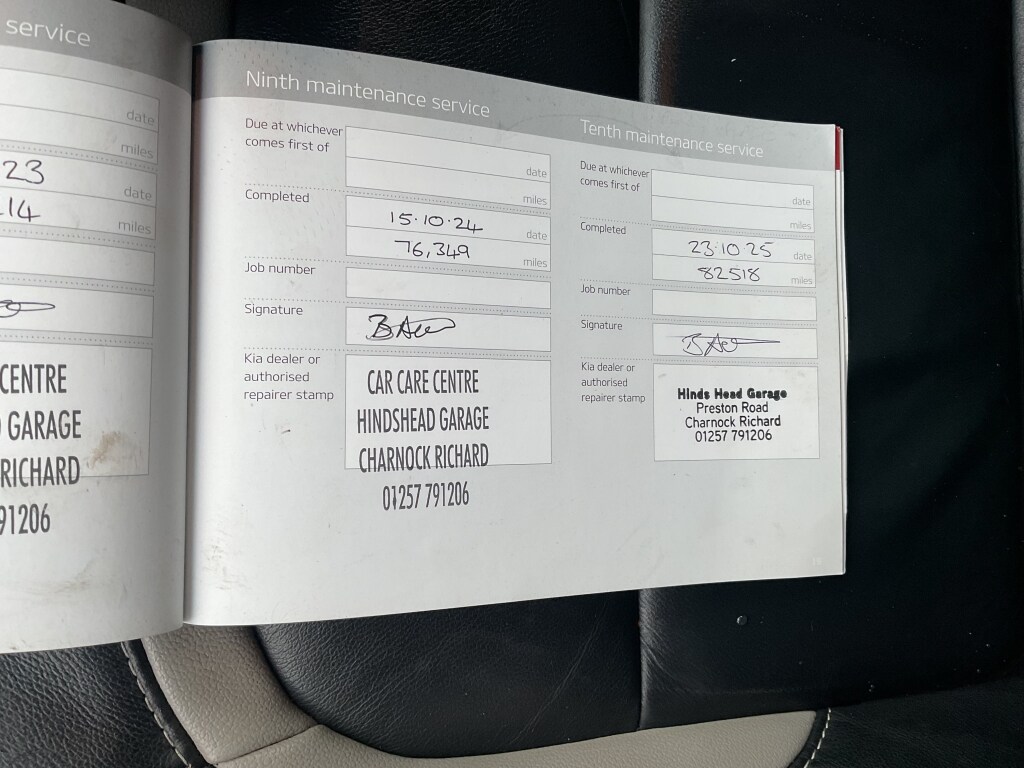 service
date
miles
23
date
14
miles
CENTRE
GARAGE
RICHARD
91206
Ninth maintenance service
Due at whichever
comes first of
date
miles
Completed
15.10.24
date
76,349
miles
Job number
Signature
Kia dealer or
authorised
repairer stamp
CAR CARE CENTRE
HINDSHEAD GARAGE
CHARNOCK RICHARD
01257 791206
Tenth maintenance service
Due at whichever
comes first of
date
miles
Completed
23.10.25
date
82518
miles
Job number
Signature
Kia dealer or
authorised
repairer stamp
Hinds Head Garage
Preston Road
Charnock Richard
01257 791206